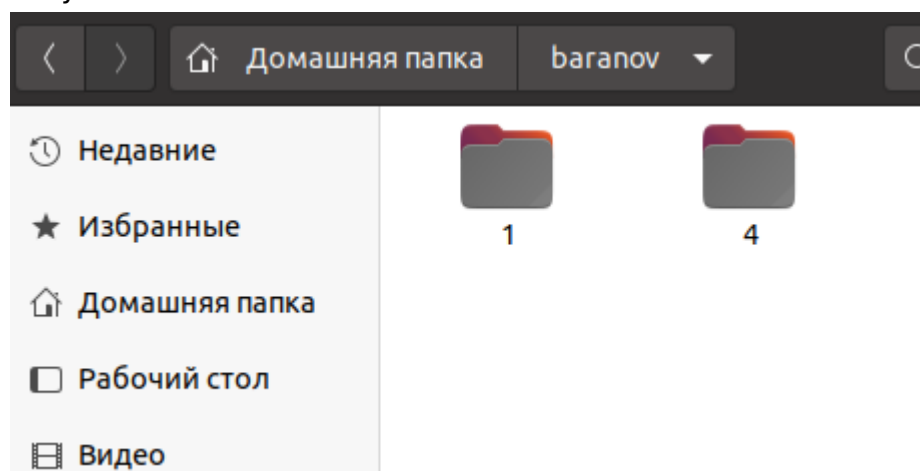 Домашняя папка baranov
Недавние
Избранные
Домашняя папка
Рабочий стол
Видео
1 4